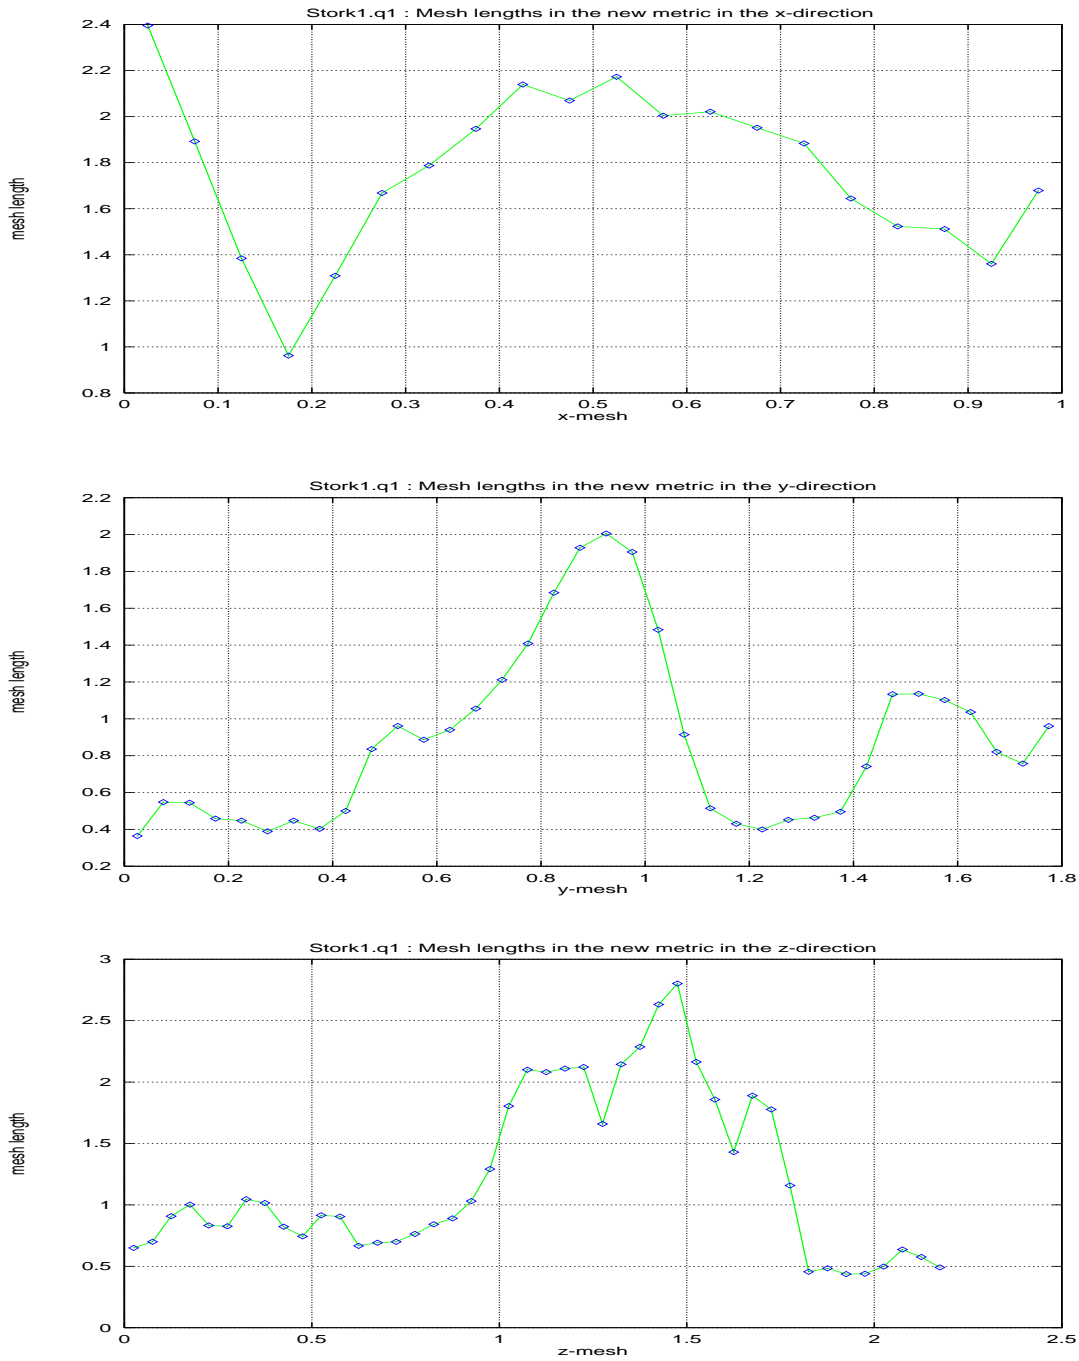 Stork1.q1 : Mesh lengths in the new metric in the x-direction
2.4
2.2
2
1.8
1.6
1.4
1.2
1
0.8
mesh length
0 0.1 0.2 0.3 0.4 0.5 0.6 0.7 0.8 0.9 1
x-mesh
Stork1.q1 : Mesh lengths in the new metric in the y-direction
2.2
2
1.8
1.6
1.4
1.2
1
0.8
0.6
0.4
0.2
mesh length
0 0.2 0.4 0.6 0.8 1 1.2 1.4 1.6 1.8
y-mesh
Stork1.q1 : Mesh lengths in the new metric in the z-direction
3
2.5
2
1.5
1
0.5
0
mesh length
0 0.5 1 1.5 2 2.5
z-mesh